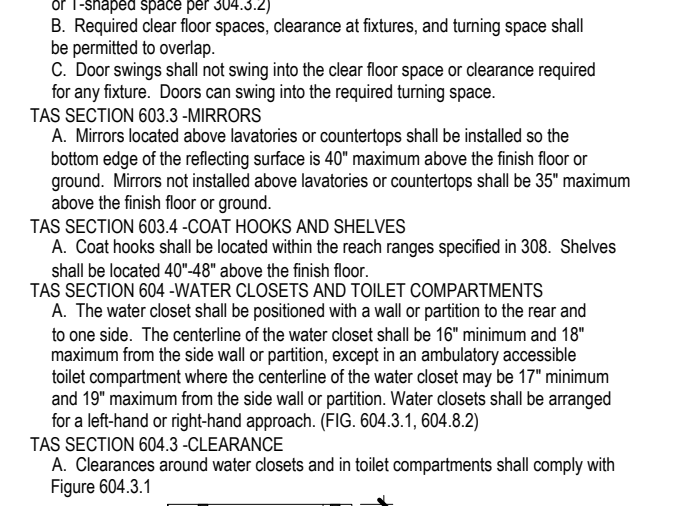 or T-shaped space per 304.3.2)
B. Required clear floor spaces, clearance at fixtures, and turning space shall
be permitted to overlap.
C. Door swings shall not swing into the clear floor space or clearance required
for any fixture. Doors can swing into the required turning space.
TAS SECTION 603.3 -MIRRORS
A. Mirrors located above lavatories or countertops shall be installed so the
bottom edge of the reflecting surface is 40" maximum above the finish floor or
ground. Mirrors not installed above lavatories or countertops shall be 35" maximum
above the finish floor or ground.
TAS SECTION 603.4 -COAT HOOKS AND SHELVES
A. Coat hooks shall be located within the reach ranges specified in 308. Shelves
shall be located 40"-48" above the finish floor.
TAS SECTION 604 -WATER CLOSETS AND TOILET COMPARTMENTS
A. The water closet shall be positioned with a wall or partition to the rear and
to one side. The centerline of the water closet shall be 16" minimum and 18"
maximum from the side wall or partition, except in an ambulatory accessible
toilet compartment where the centerline of the water closet may be 17" minimum
and 19" maximum from the side wall or partition. Water closets shall be arranged
for a left-hand or right-hand approach. (FIG. 604.3.1, 604.8.2)
TAS SECTION 604.3 -CLEARANCE
A. Clearances around water closets and in toilet compartments shall comply with
Figure 604.3.1